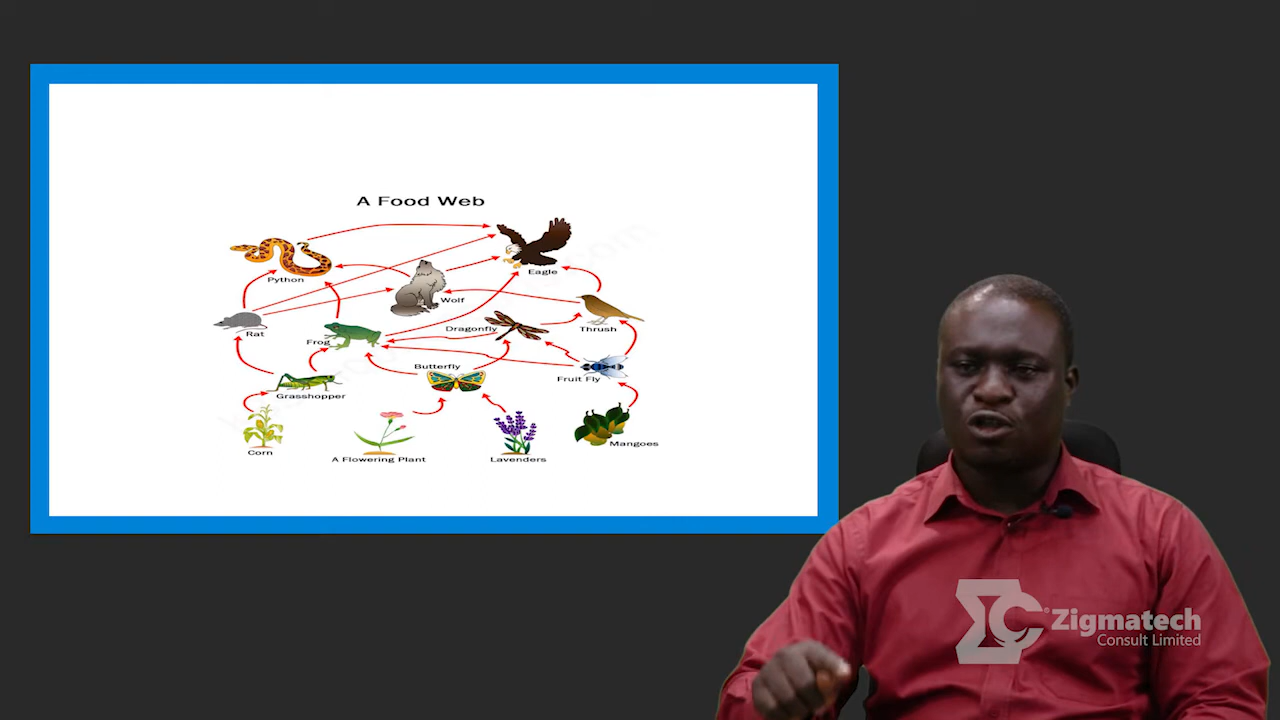 A Food Web
Python
Eagle
Wolf
Rat
Frog
Dragonfly
Thrush
Butterfly
Fruit Fly
Grasshopper
Corn
A Flowering Plant
Lavenders
Mangoes
Zigmatech
Consult Limited